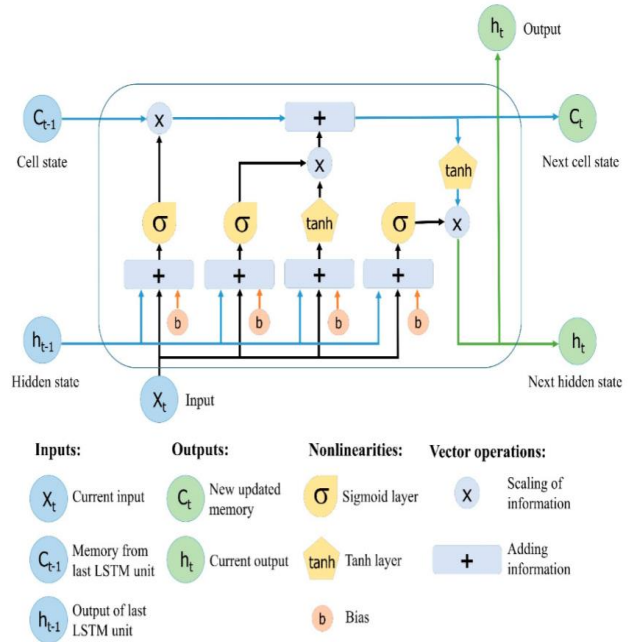 ht
Output
Ct-1
x
+
Ct
Cell state
Next cell state
x
tanh
σ
σ
tanh
σ
x
+
+
+
+
b
b
b
b
ht-1
ht
Hidden state
Next hidden state
Xt
Input
Inputs:
Outputs:
Nonlinearities:
Vector operations:
Xt
Current input
Ct
New updated
memory
σ
Sigmoid layer
x
Scaling of
information
Ct-1
Memory from
last LSTM unit
ht
Current output
tanh
Tanh layer
+
Adding
information
ht-1
Output of last
LSTM unit
b
Bias